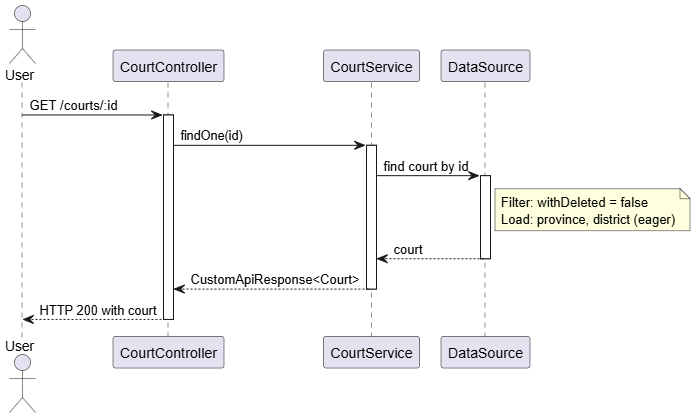 User
CourtController
CourtService
DataSource
GET /courts/:id
findOne(id)
find court by id
Filter: withDeleted = false
Load: province, district (eager)
court
CustomApiResponse<Court>
HTTP 200 with court
User
CourtController
CourtService
DataSource